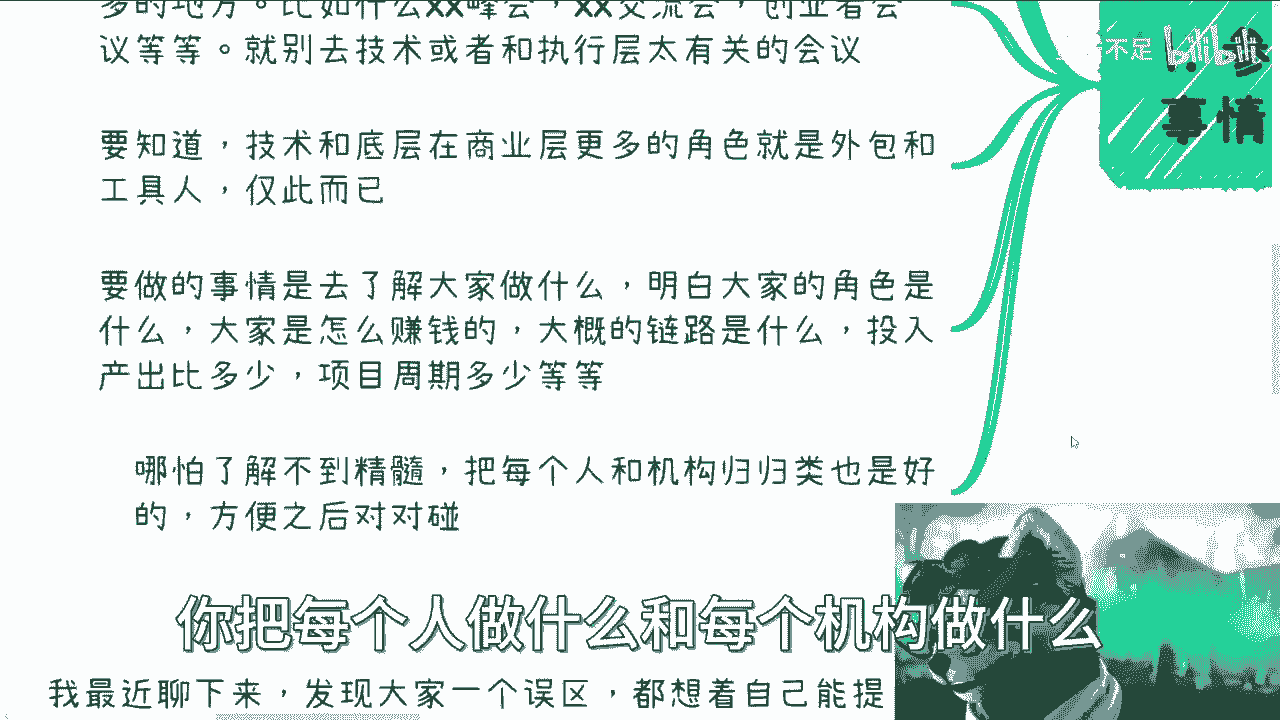 多的地方。比如什么xx峰会，xx交流会，创业者会
议等等。就别去技术或者和执行层太有关的会议
要知道，技术和底层在商业层更多的角色就是外包和
工具人，仅此而已
要做的事情是去了解大家做什么，明白大家的角色是
什么，大家是怎么赚钱的，大概的链路是什么，投入
产出比多少，项目周期多少等等
哪怕了解不到精髓，把每个人和机构归归类也是好
的，方便之后对对碰
不足 bilibili
事情
你把每个人做什么和每个机构做什么
我最近聊下来，发现大家一个误区，都想着自己能提